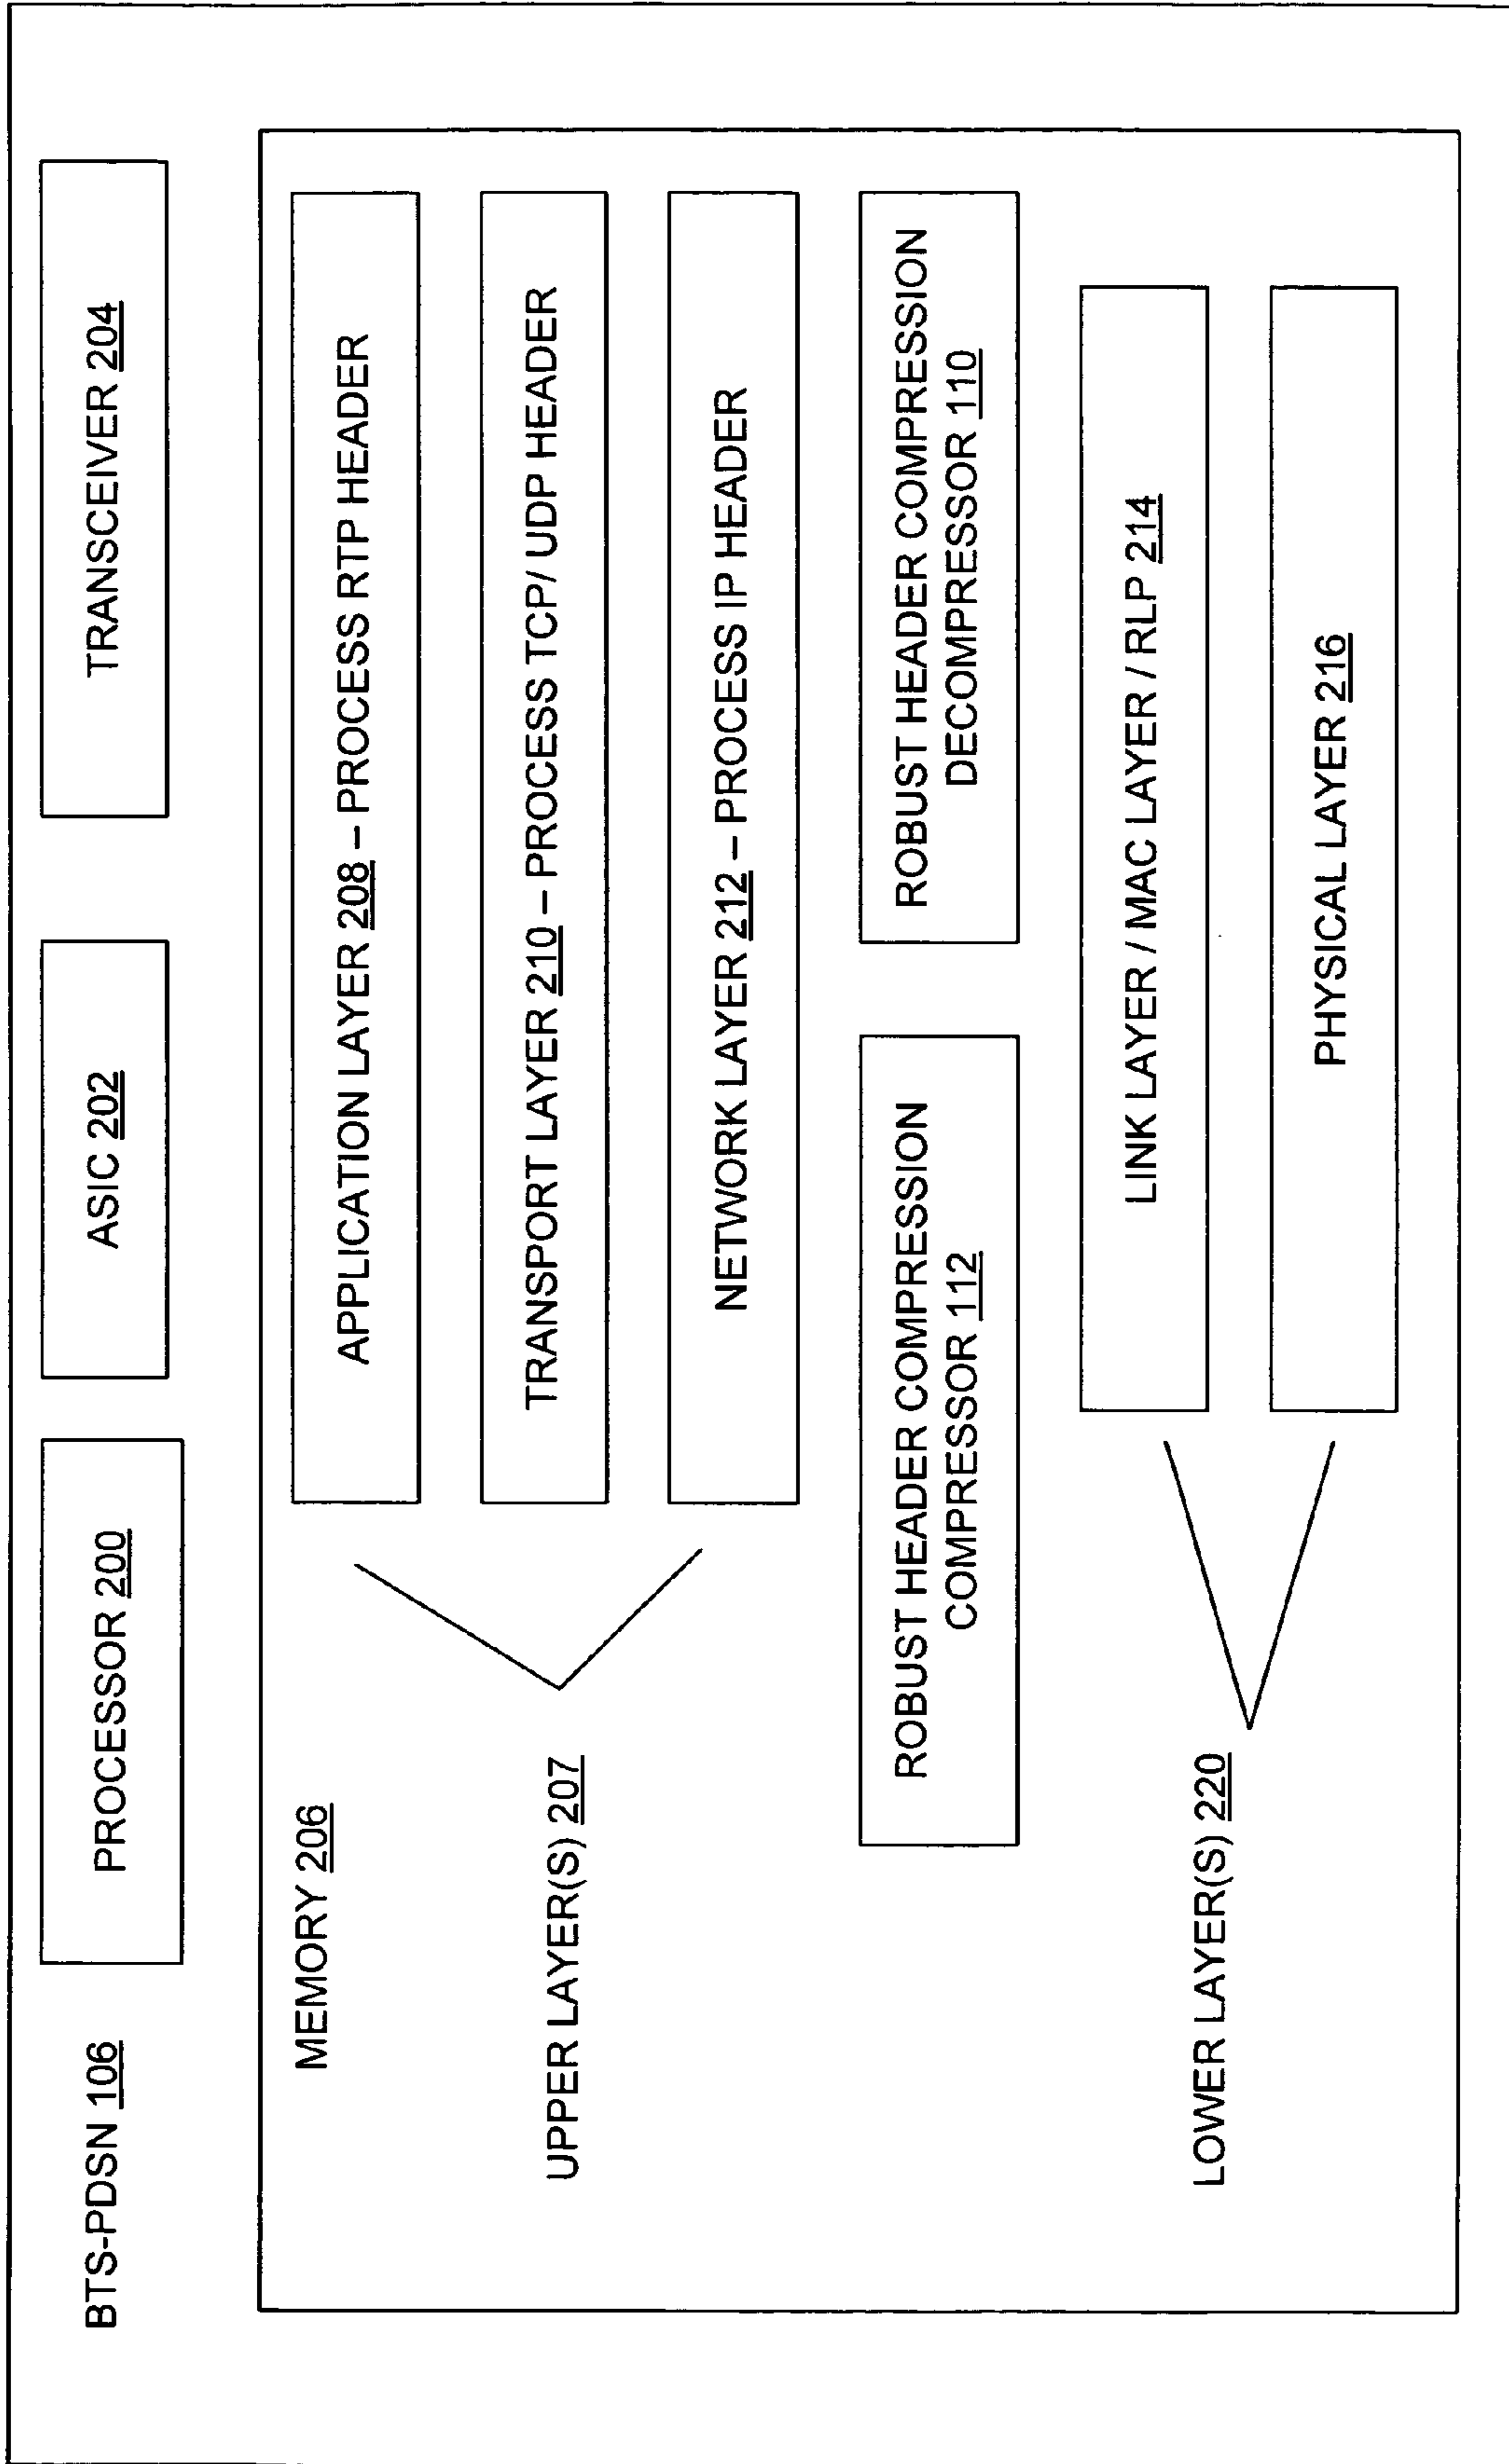 BTS-PDSN 106
PROCESSOR 200
ASIC 202
TRANSCEIVER 204
MEMORY 206
APPLICATION LAYER 208 – PROCESS RTP HEADER
UPPER LAYER(S) 207
TRANSPORT LAYER 210 – PROCESS TCP/ UDP HEADER
NETWORK LAYER 212 – PROCESS IP HEADER
ROBUST HEADER COMPRESSION
COMPRESSOR 112
ROBUST HEADER COMPRESSION
DECOMPRESSOR 110
LINK LAYER / MAC LAYER / RLP 214
LOWER LAYER(S) 220
PHYSICAL LAYER 216